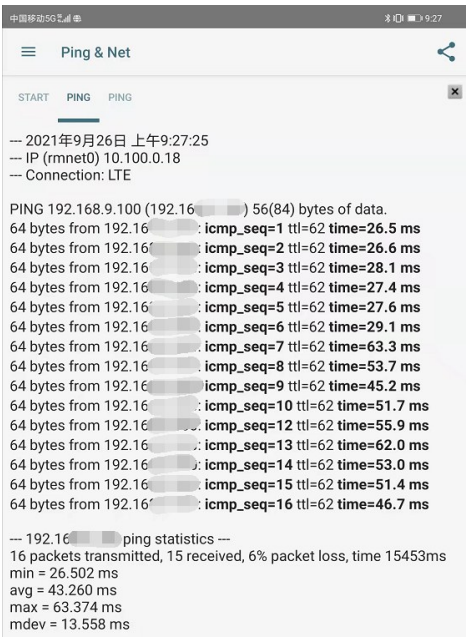 中国移动5G 9:27
Ping & Net
START PING PING
--- 2021年9月26日 上午9:27:25
--- IP (rmnet0) 10.100.0.18
--- Connection: LTE
PING 192.168.9.100 (192.16 ) 56(84) bytes of data.
64 bytes from 192.16 : icmp_seq=1 ttl=62 time=26.5 ms
64 bytes from 192.16 : icmp_seq=2 ttl=62 time=26.6 ms
64 bytes from 192.16 : icmp_seq=3 ttl=62 time=28.1 ms
64 bytes from 192.16 : icmp_seq=4 ttl=62 time=27.4 ms
64 bytes from 192.16 : icmp_seq=5 ttl=62 time=27.6 ms
64 bytes from 192.16 : icmp_seq=6 ttl=62 time=29.1 ms
64 bytes from 192.16 : icmp_seq=7 ttl=62 time=63.3 ms
64 bytes from 192.16 : icmp_seq=8 ttl=62 time=53.7 ms
64 bytes from 192.16 icmp_seq=9 ttl=62 time=45.2 ms
64 bytes from 192.16 : icmp_seq=10 ttl=62 time=51.7 ms
64 bytes from 192.16 : icmp_seq=12 ttl=62 time=55.9 ms
64 bytes from 192.16 : icmp_seq=13 ttl=62 time=62.0 ms
64 bytes from 192.16 : icmp_seq=14 ttl=62 time=53.0 ms
64 bytes from 192.16 : icmp_seq=15 ttl=62 time=51.4 ms
64 bytes from 192.16 : icmp_seq=16 ttl=62 time=46.7 ms
--- 192.16 ping statistics ---
16 packets transmitted, 15 received, 6% packet loss, time 15453ms
min = 26.502 ms
avg = 43.260 ms
max = 63.374 ms
mdev = 13.558 ms